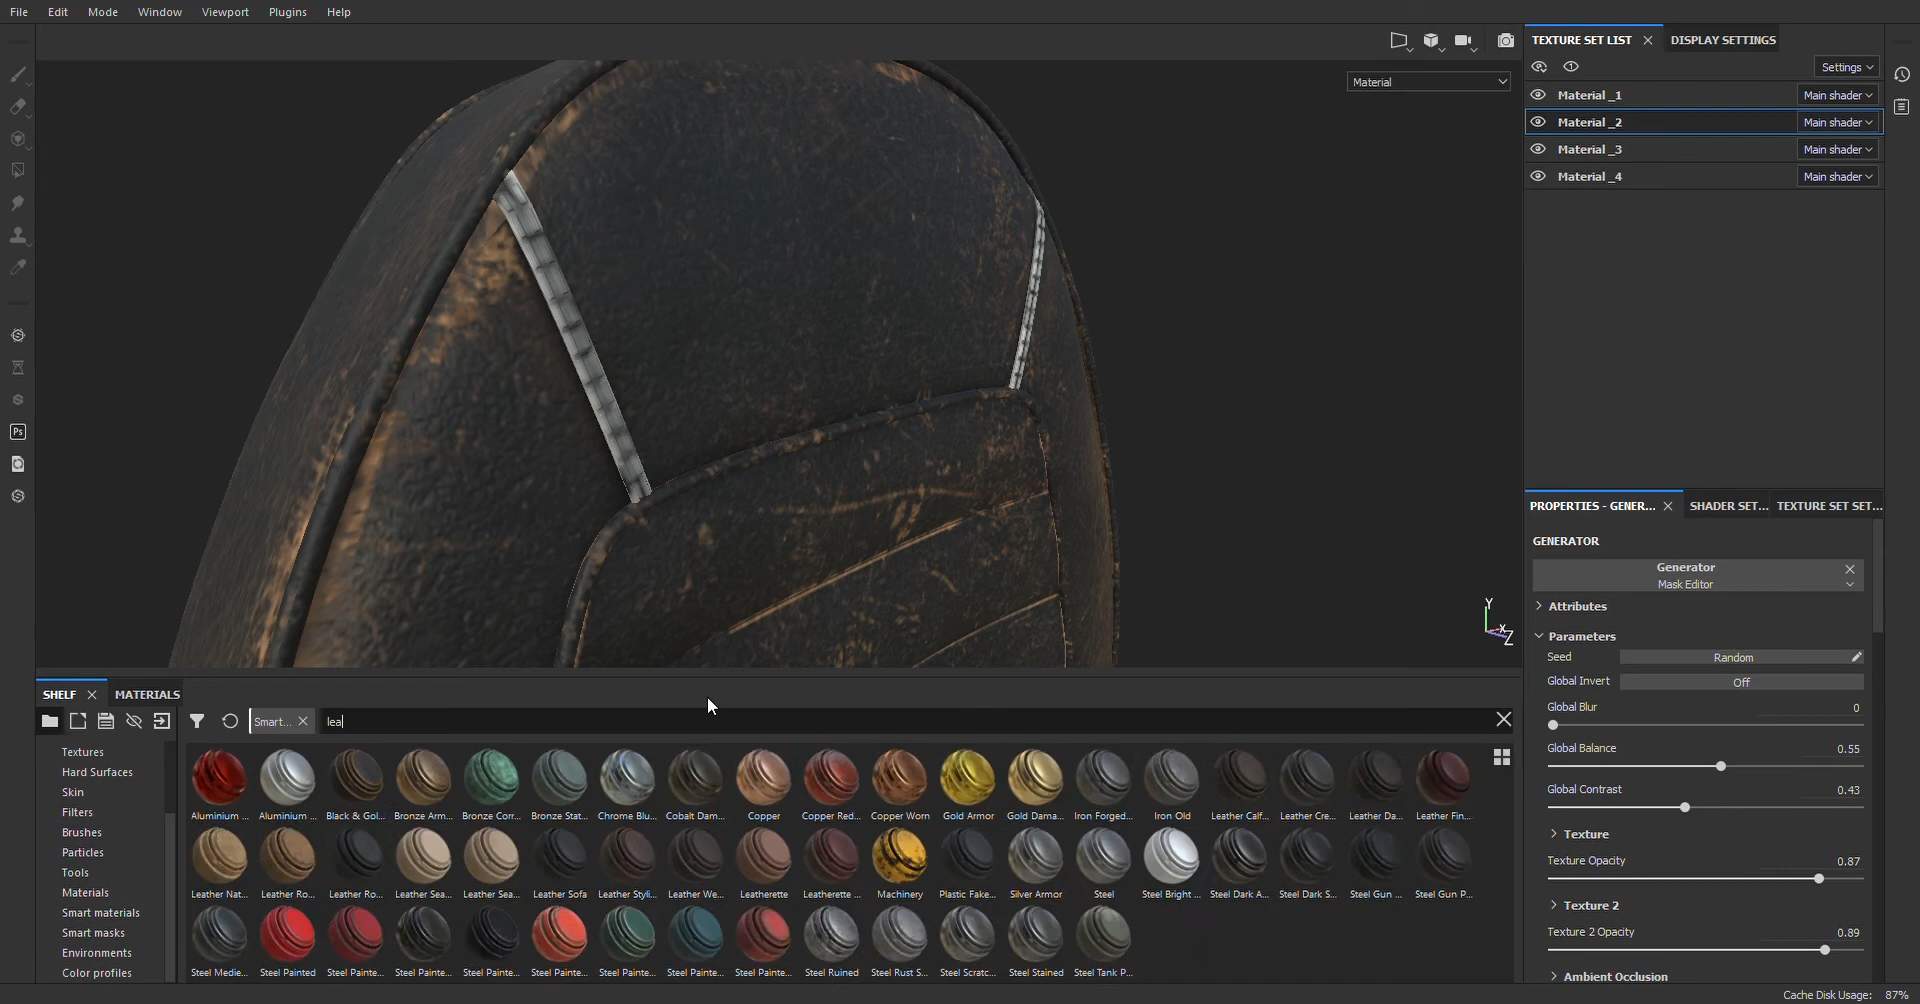 File Edit Mode Window Viewport Plugins Help
TEXTURE SET LIST DISPLAY SETTINGS
Settings
Material _1 Main shader
Material _2 Main shader
Material _3 Main shader
Material _4 Main shader
Material
Ps
Y
X
Z
PROPERTIES - GENER... SHADER SET... TEXTURE SET SET...
GENERATOR
Generator
Mask Editor
Attributes
Parameters
Seed Random
Global Invert Off
Global Blur 0
Global Balance 0.55
Global Contrast 0.43
Texture
Texture Opacity 0.87
Texture 2
Texture 2 Opacity 0.89
Ambient Occlusion
SHELF MATERIALS
Smart... lea
Textures
Hard Surfaces
Skin
Filters
Brushes
Particles
Tools
Materials
Smart materials
Smart masks
Environments
Color profiles
Aluminium ... Aluminium ... Black & Gol... Bronze Arm... Bronze Corr... Bronze Stat... Chrome Blu... Cobalt Dam... Copper Copper Red... Copper Worn Gold Armor Gold Dama... Iron Forged... Iron Old Leather Calf... Leather Cre... Leather Da... Leather Fin...
Leather Nat... Leather Ro... Leather Ro... Leather Sea... Leather Sea... Leather Sofa Leather Styli... Leather We... Leatherette Leatherette ... Machinery Plastic Fake... Silver Armor Steel Steel Bright ... Steel Dark A... Steel Dark S... Steel Gun ... Steel Gun P...
Steel Medie... Steel Painted Steel Painte... Steel Painte... Steel Painte... Steel Painte... Steel Painte... Steel Painte... Steel Painte... Steel Ruined Steel Rust S... Steel Scratc... Steel Stained Steel Tank P...
Cache Disk Usage: 87%